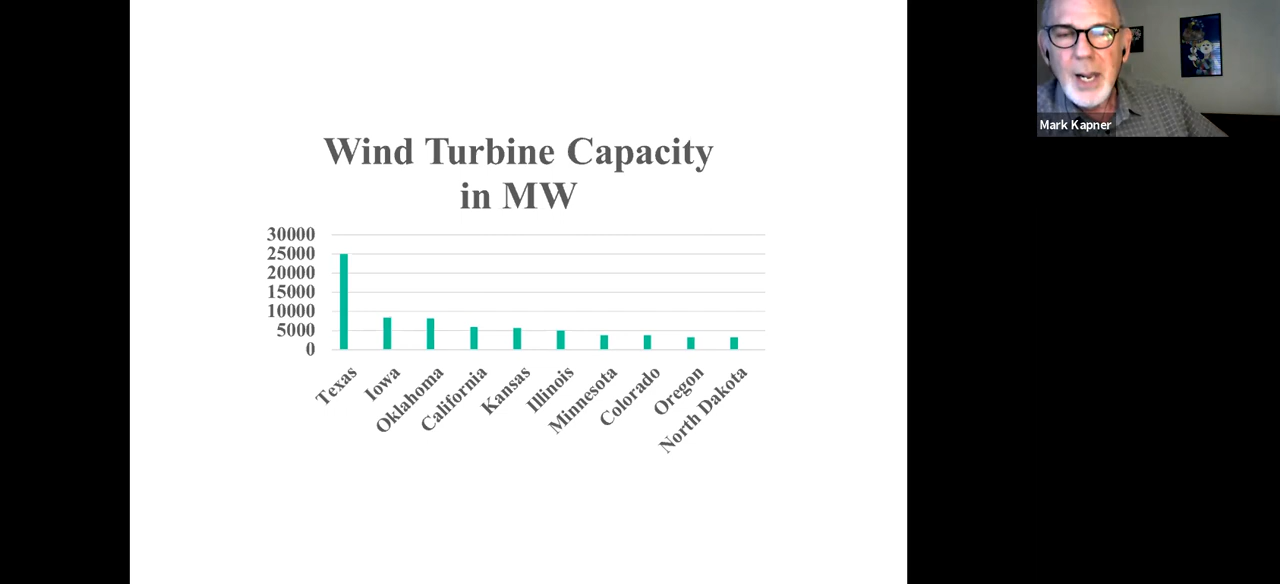 Mark Kapner
Wind Turbine Capacity
in MW
30000
25000
20000
15000
10000
5000
0
Texas
Iowa
Oklahoma
California
Kansas
Illinois
Minnesota
Colorado
Oregon
North Dakota